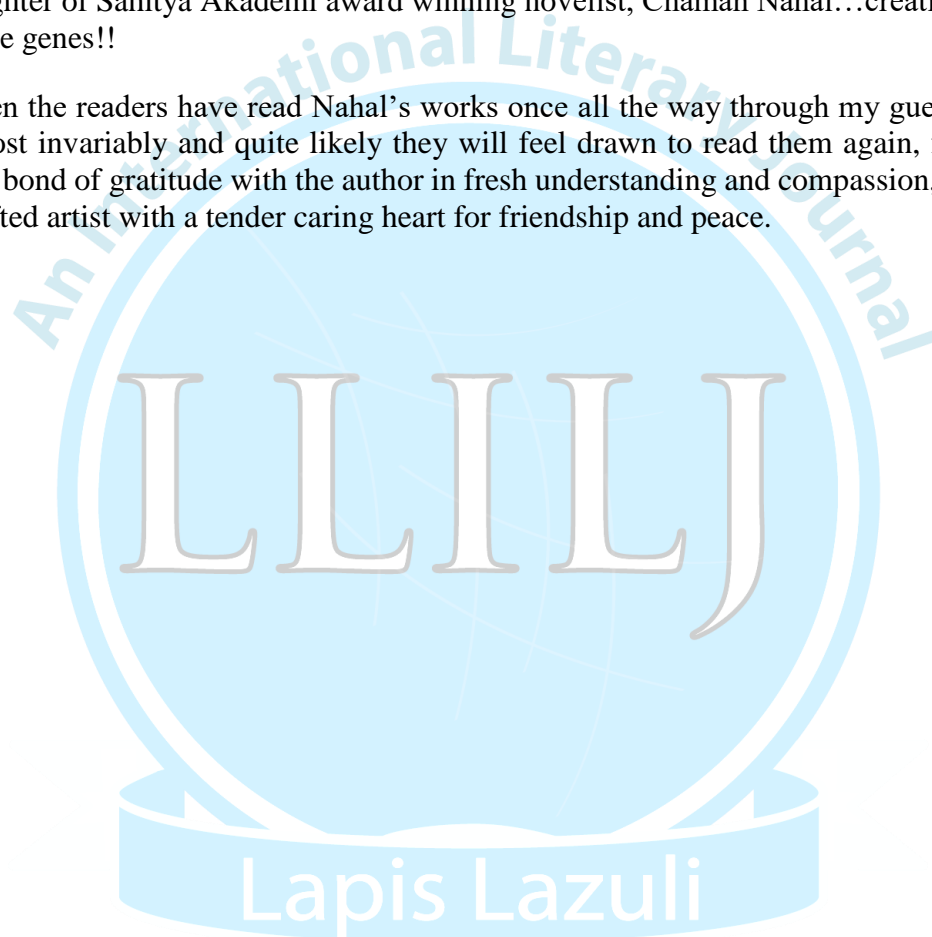 ghter of Sahitya Akademi award winning novelist, Chaman Nahal…creati
e genes!!
en the readers have read Nahal’s works once all the way through my gue
ost invariably and quite likely they will feel drawn to read them again,
bond of gratitude with the author in fresh understanding and compassion,
fted artist with a tender caring heart for friendship and peace.
An International Literary Journal
LLILJ
Lapis Lazuli